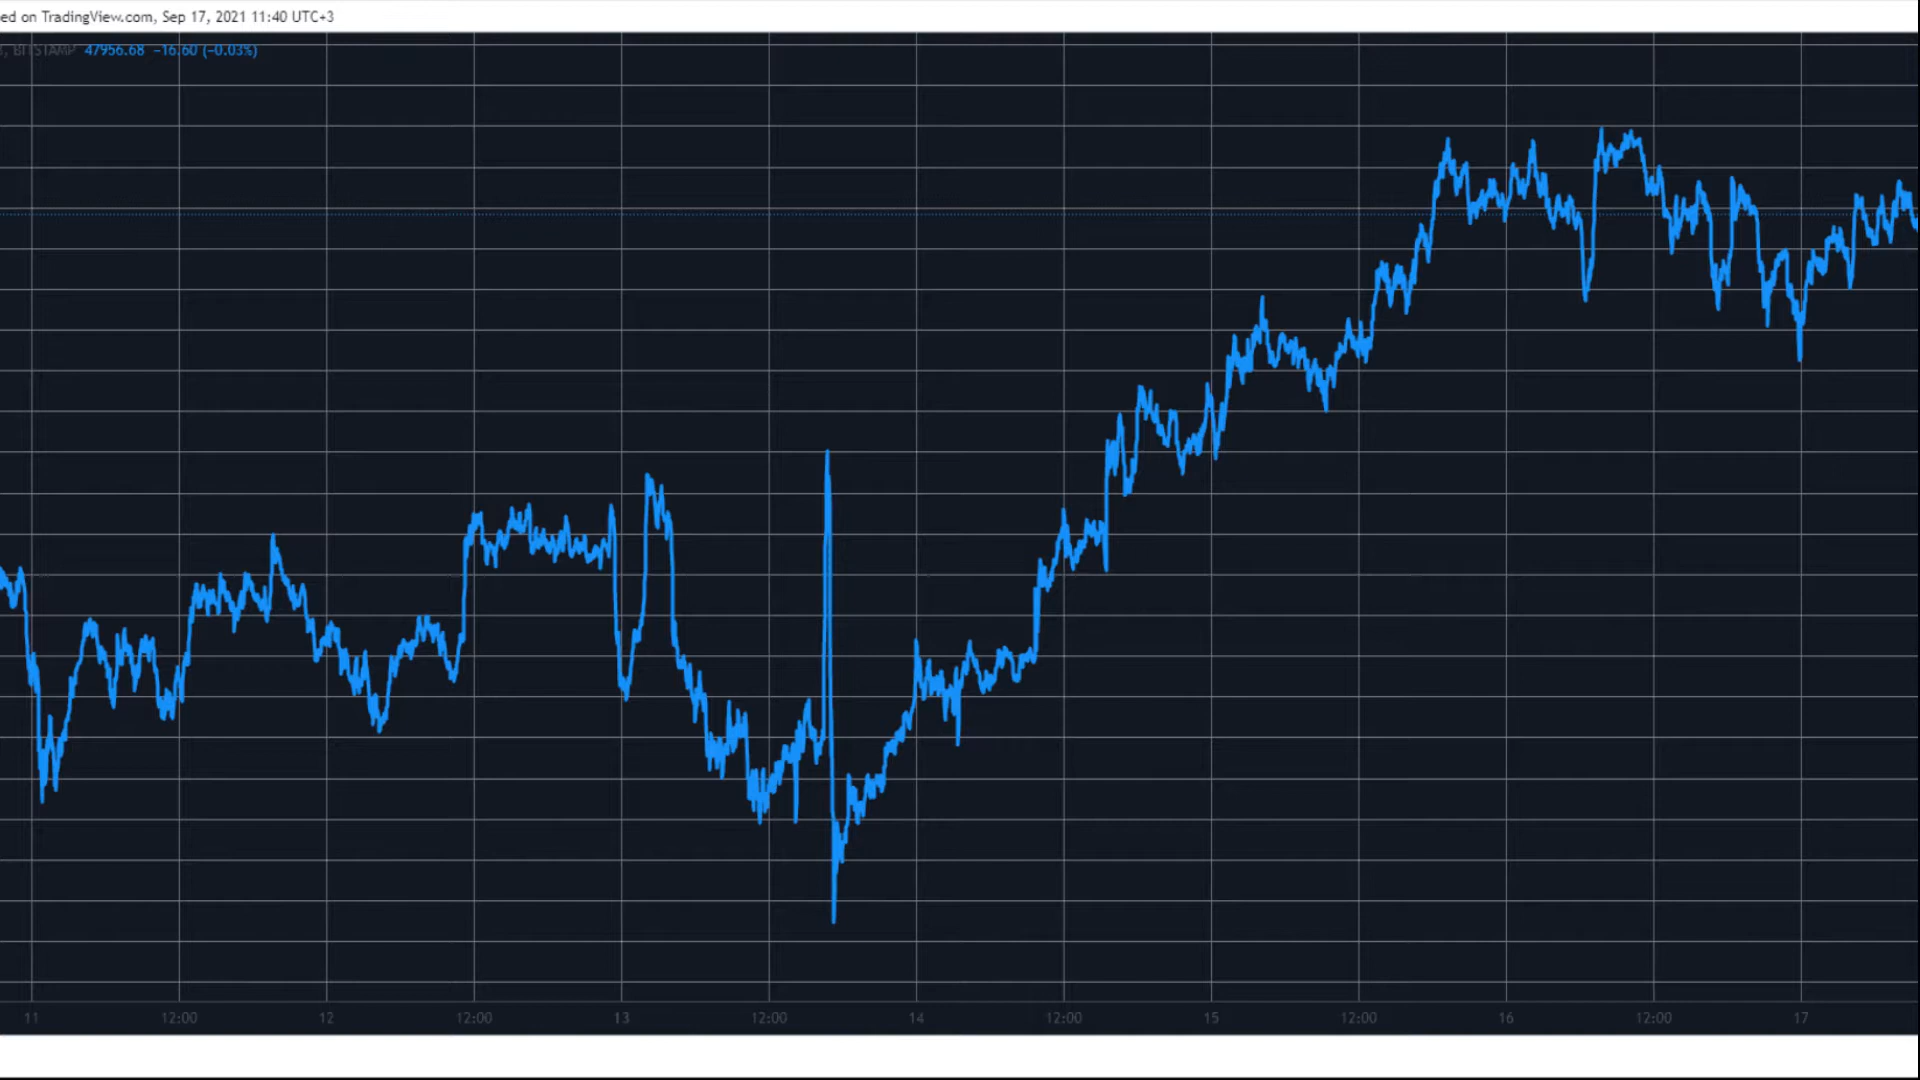 ed on TradingView.com, Sep 17, 2021 11:40 UTC+3
, BITSTAMP 47956.68 −16.60 (−0.03%)
11 12:00 12 12:00 13 12:00 14 12:00 15 12:00 16 12:00 17